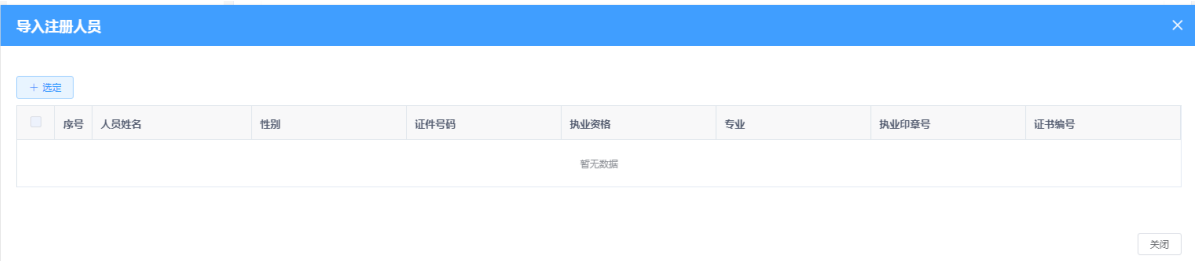 导入注册人员
+ 选定
序号 人员姓名 性别 证件号码 执业资格 专业 执业印章号 证书编号
暂无数据
关闭